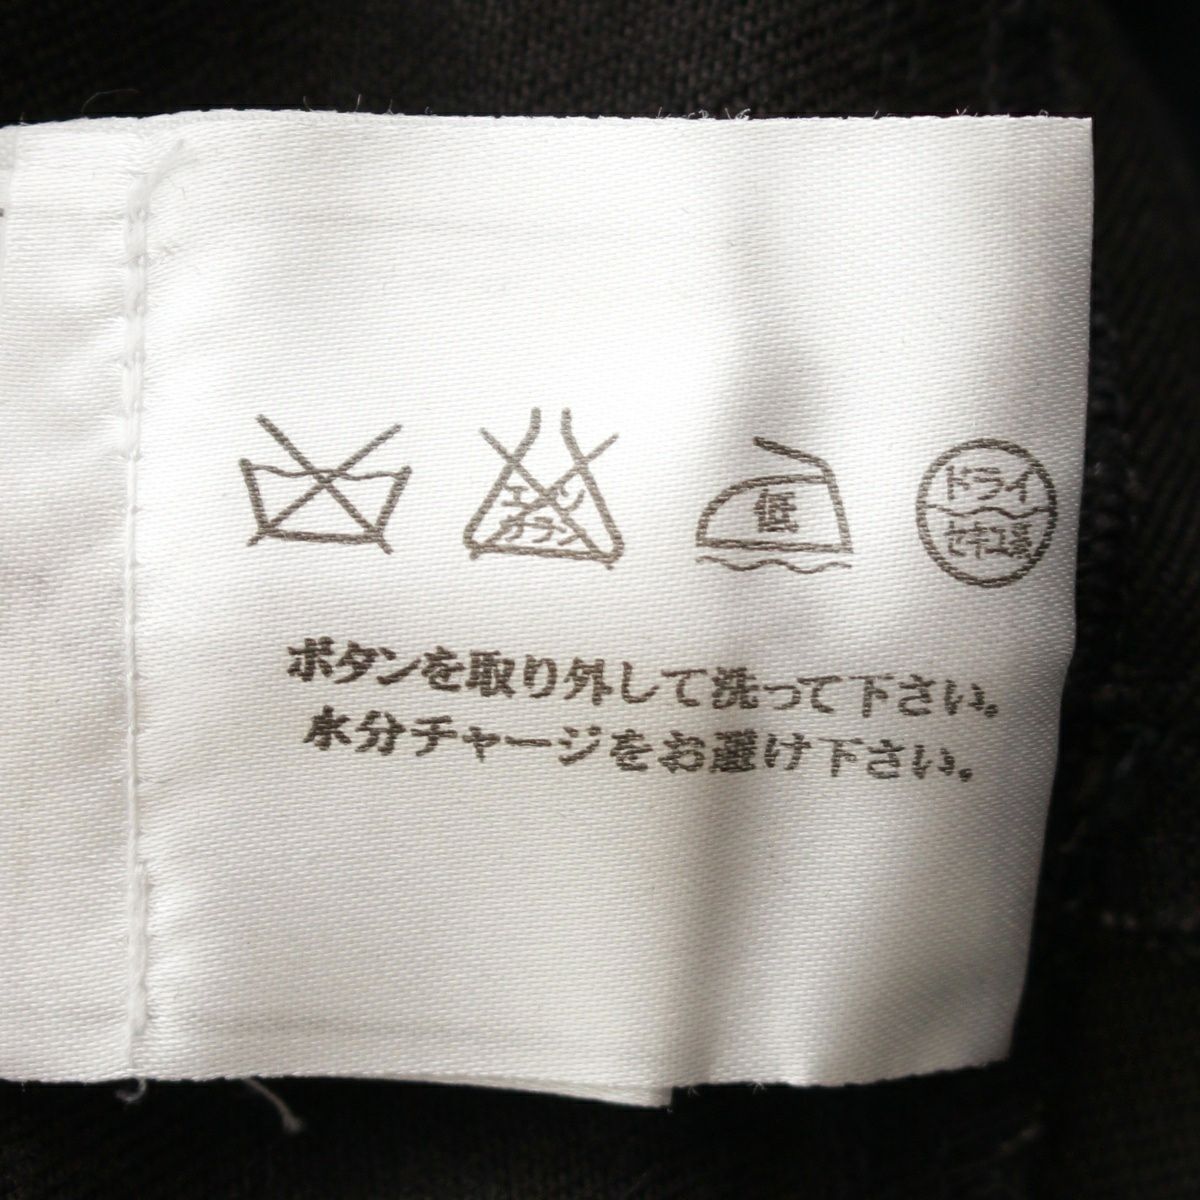 エンソ
カラン
低
ドライ
セキユ系
ボタンを取り外して洗って下さい。
水分チャージをお避け下さい。